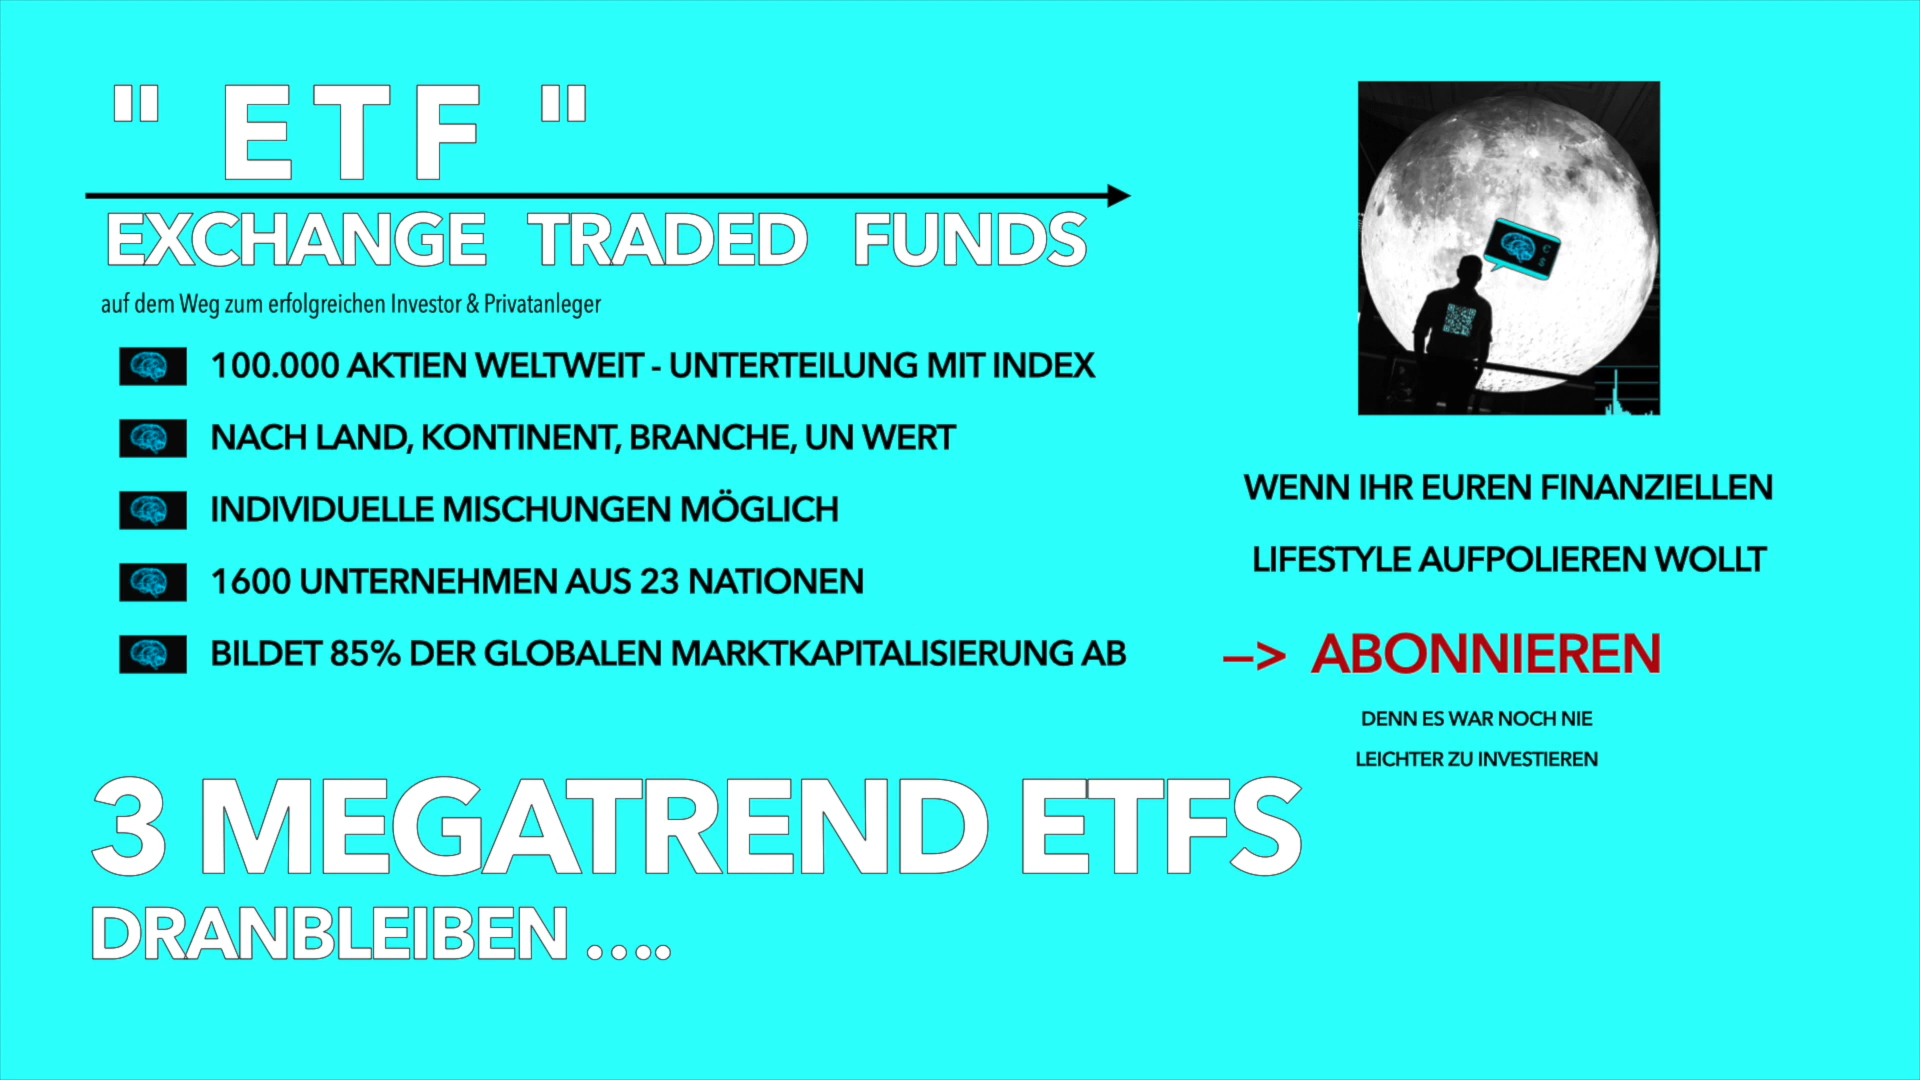 " ETF "
EXCHANGE TRADED FUNDS
auf dem Weg zum erfolgreichen Investor & Privatanleger
100.000 AKTIEN WELTWEIT - UNTERTEILUNG MIT INDEX
NACH LAND, KONTINENT, BRANCHE, UN WERT
INDIVIDUELLE MISCHUNGEN MÖGLICH
1600 UNTERNEHMEN AUS 23 NATIONEN
BILDET 85% DER GLOBALEN MARKTKAPITALISIERUNG AB
3 MEGATREND ETFS
DRANBLEIBEN ....
C
S
WENN IHR EUREN FINANZIELLEN
LIFESTYLE AUFPOLIEREN WOLLT
–> ABONNIEREN
DENN ES WAR NOCH NIE
LEICHTER ZU INVESTIEREN